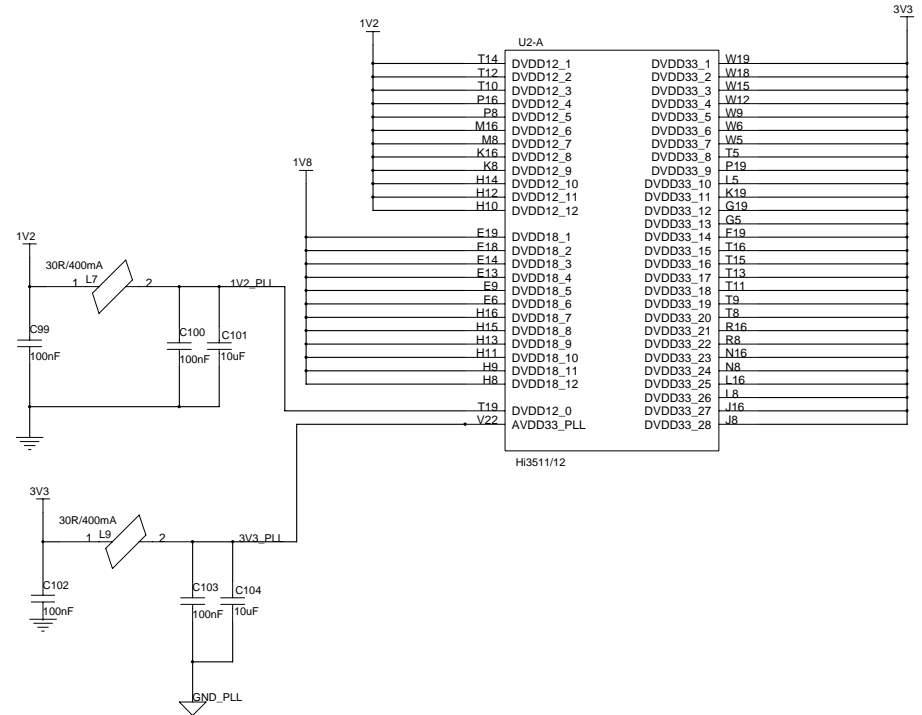 3V3
1V2
U2-A
T14 DVDD12_1 DVDD33_1 W19
T12 DVDD12_2 DVDD33_2 W18
T10 DVDD12_3 DVDD33_3 W15
P16 DVDD12_4 DVDD33_4 W12
P8 DVDD12_5 DVDD33_5 W9
M16 DVDD12_6 DVDD33_6 W6
M8 DVDD12_7 DVDD33_7 W5
K16 DVDD12_8 DVDD33_8 T5
K8 DVDD12_9 DVDD33_9 P19
H14 DVDD12_10 DVDD33_10 L5
H12 DVDD12_11 DVDD33_11 K19
H10 DVDD12_12 DVDD33_12 G19
DVDD33_13 G5
1V8
E19 DVDD18_1 DVDD33_14 F19
E18 DVDD18_2 DVDD33_15 T16
E14 DVDD18_3 DVDD33_16 T15
E13 DVDD18_4 DVDD33_17 T13
E9 DVDD18_5 DVDD33_18 T11
E6 DVDD18_6 DVDD33_19 T9
H16 DVDD18_7 DVDD33_20 T8
H15 DVDD18_8 DVDD33_21 R16
H13 DVDD18_9 DVDD33_22 R8
H11 DVDD18_10 DVDD33_23 N16
H9 DVDD18_11 DVDD33_24 N8
H8 DVDD18_12 DVDD33_25 L16
DVDD33_26 L8
T19 DVDD12_0 DVDD33_27 J16
V22 AVDD33_PLL DVDD33_28 J8
Hi3511/12
1V2
30R/400mA
1 L7 2 1V2_PLL
C99
100nF
C100
100nF
C101
10uF
3V3
30R/400mA
1 L9 2 3V3_PLL
C102
100nF
C103
100nF
C104
10uF
GND_PLL